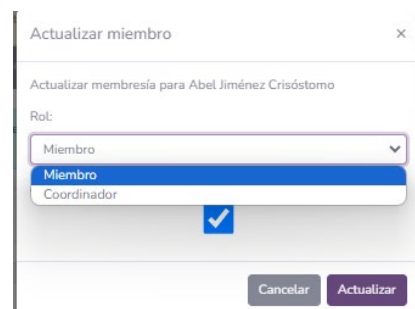 Actualizar miembro ×
Actualizar membresía para Abel Jiménez Crisóstomo
Rol:
Miembro
Miembro
Coordinador
Cancelar Actualizar